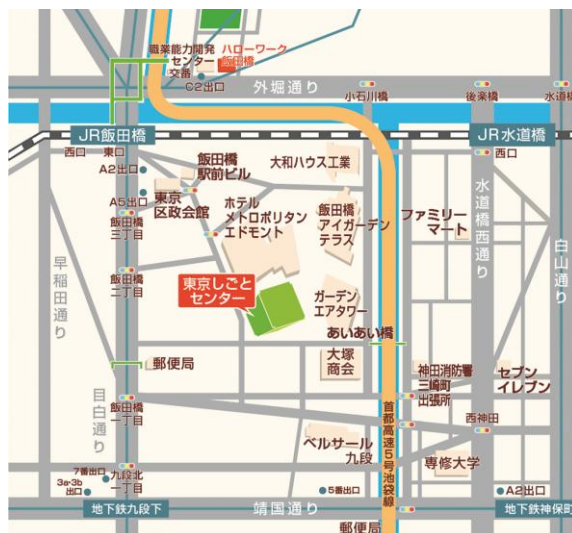 職業能力開発
センター
交番
ハローワーク
飯田橋
C2出口
外堀通り
小石川橋
後楽橋
水道橋
JR飯田橋
JR水道橋
西口
東口
西口
A2出口
A5出口
飯田橋
駅前ビル
大和ハウス工業
東京
区政会館
ホテル
メトロポリタン
エドモント
飯田橋
アイガーデン
テラス
ファミリー
マート
水道橋西通り
白山通り
飯田橋
三丁目
飯田橋
二丁目
早稲田通り
東京しごと
センター
ガーデン
エアタワー
あいあい橋
郵便局
大塚
商会
神田消防署
三崎町
出張所
セブン
イレブン
目白通り
飯田橋
一丁目
首都高速5号池袋線
西神田
ベルサール
九段
専修大学
7番出口
3a・3b
出口
九段北
一丁目
5番出口
A2出口
地下鉄九段下
靖国通り
地下鉄神保町
郵便局